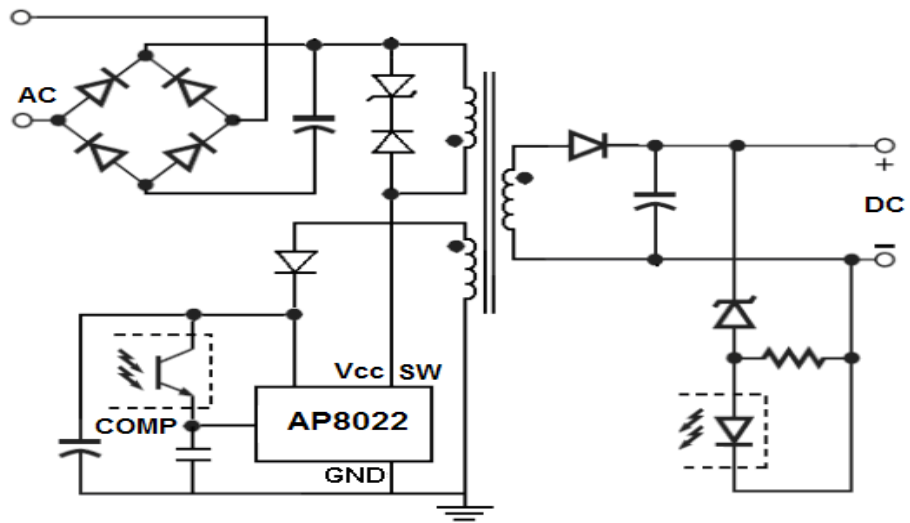 AC
+
DC
−
Vcc SW
COMP
AP8022
GND